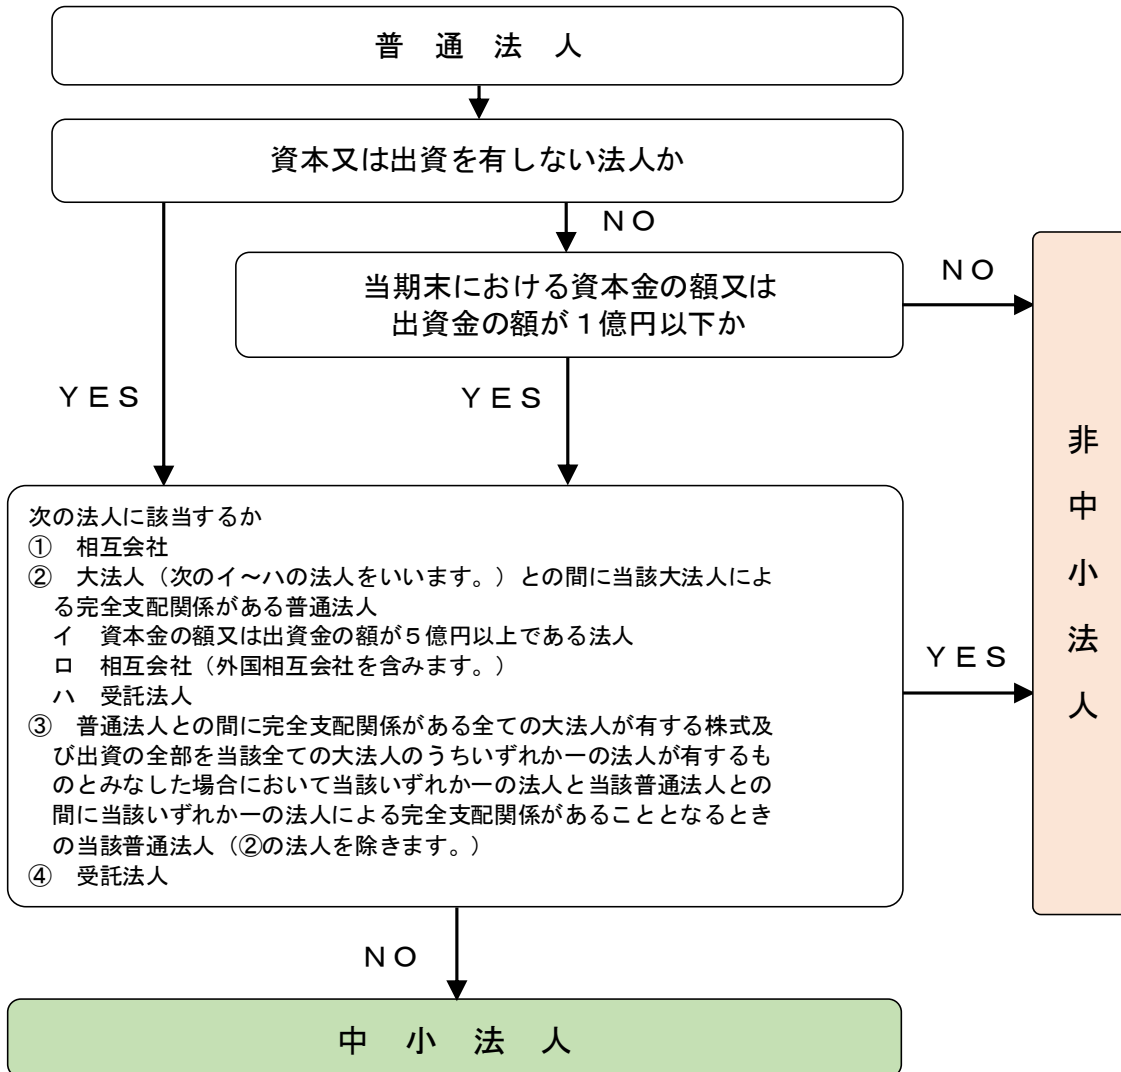 普通法人
資本又は出資を有しない法人か
NO
当期末における資本金の額又は
出資金の額が１億円以下か
NO
YES
YES
次の法人に該当するか
①　相互会社
②　大法人（次のイ～ハの法人をいいます。）との間に当該大法人によ
る完全支配関係がある普通法人
イ　資本金の額又は出資金の額が５億円以上である法人
ロ　相互会社（外国相互会社を含みます。）
ハ　受託法人
③　普通法人との間に完全支配関係がある全ての大法人が有する株式及
び出資の全部を当該全ての大法人のうちいずれか一の法人が有するも
のとみなした場合において当該いずれか一の法人と当該普通法人との
間に当該いずれか一の法人による完全支配関係があることとなるとき
の当該普通法人（②の法人を除きます。）
④　受託法人
YES
非中小法人
NO
中小法人